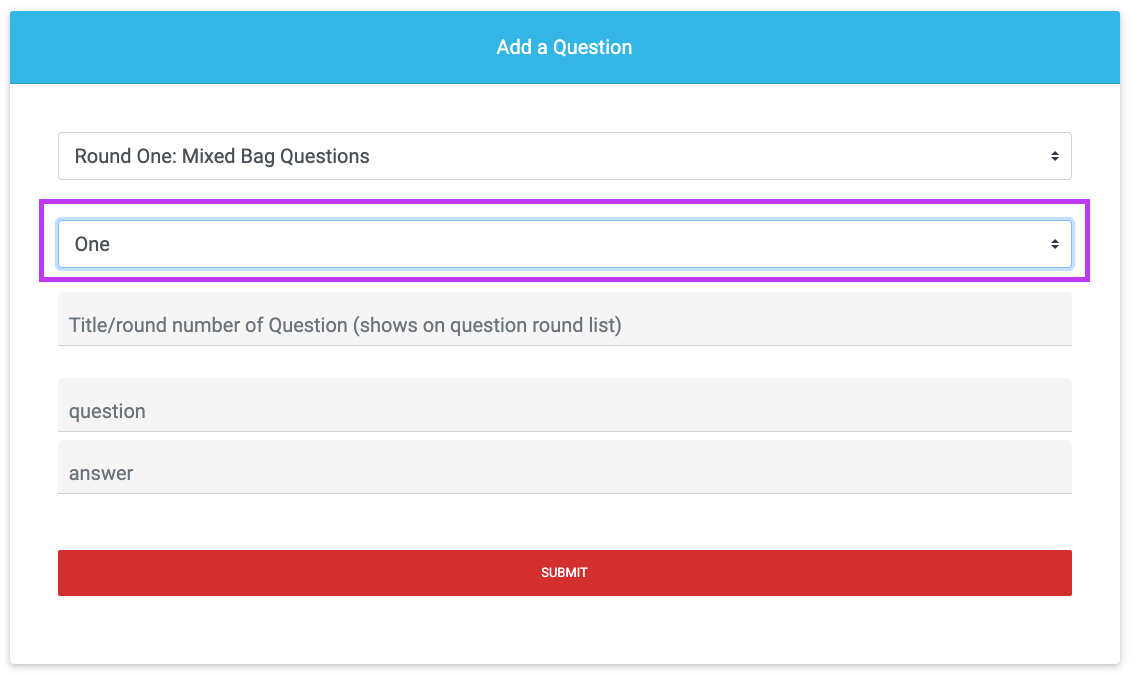 Add a Question
Round One: Mixed Bag Questions
One
Title/round number of Question (shows on question round list)
question
answer
SUBMIT